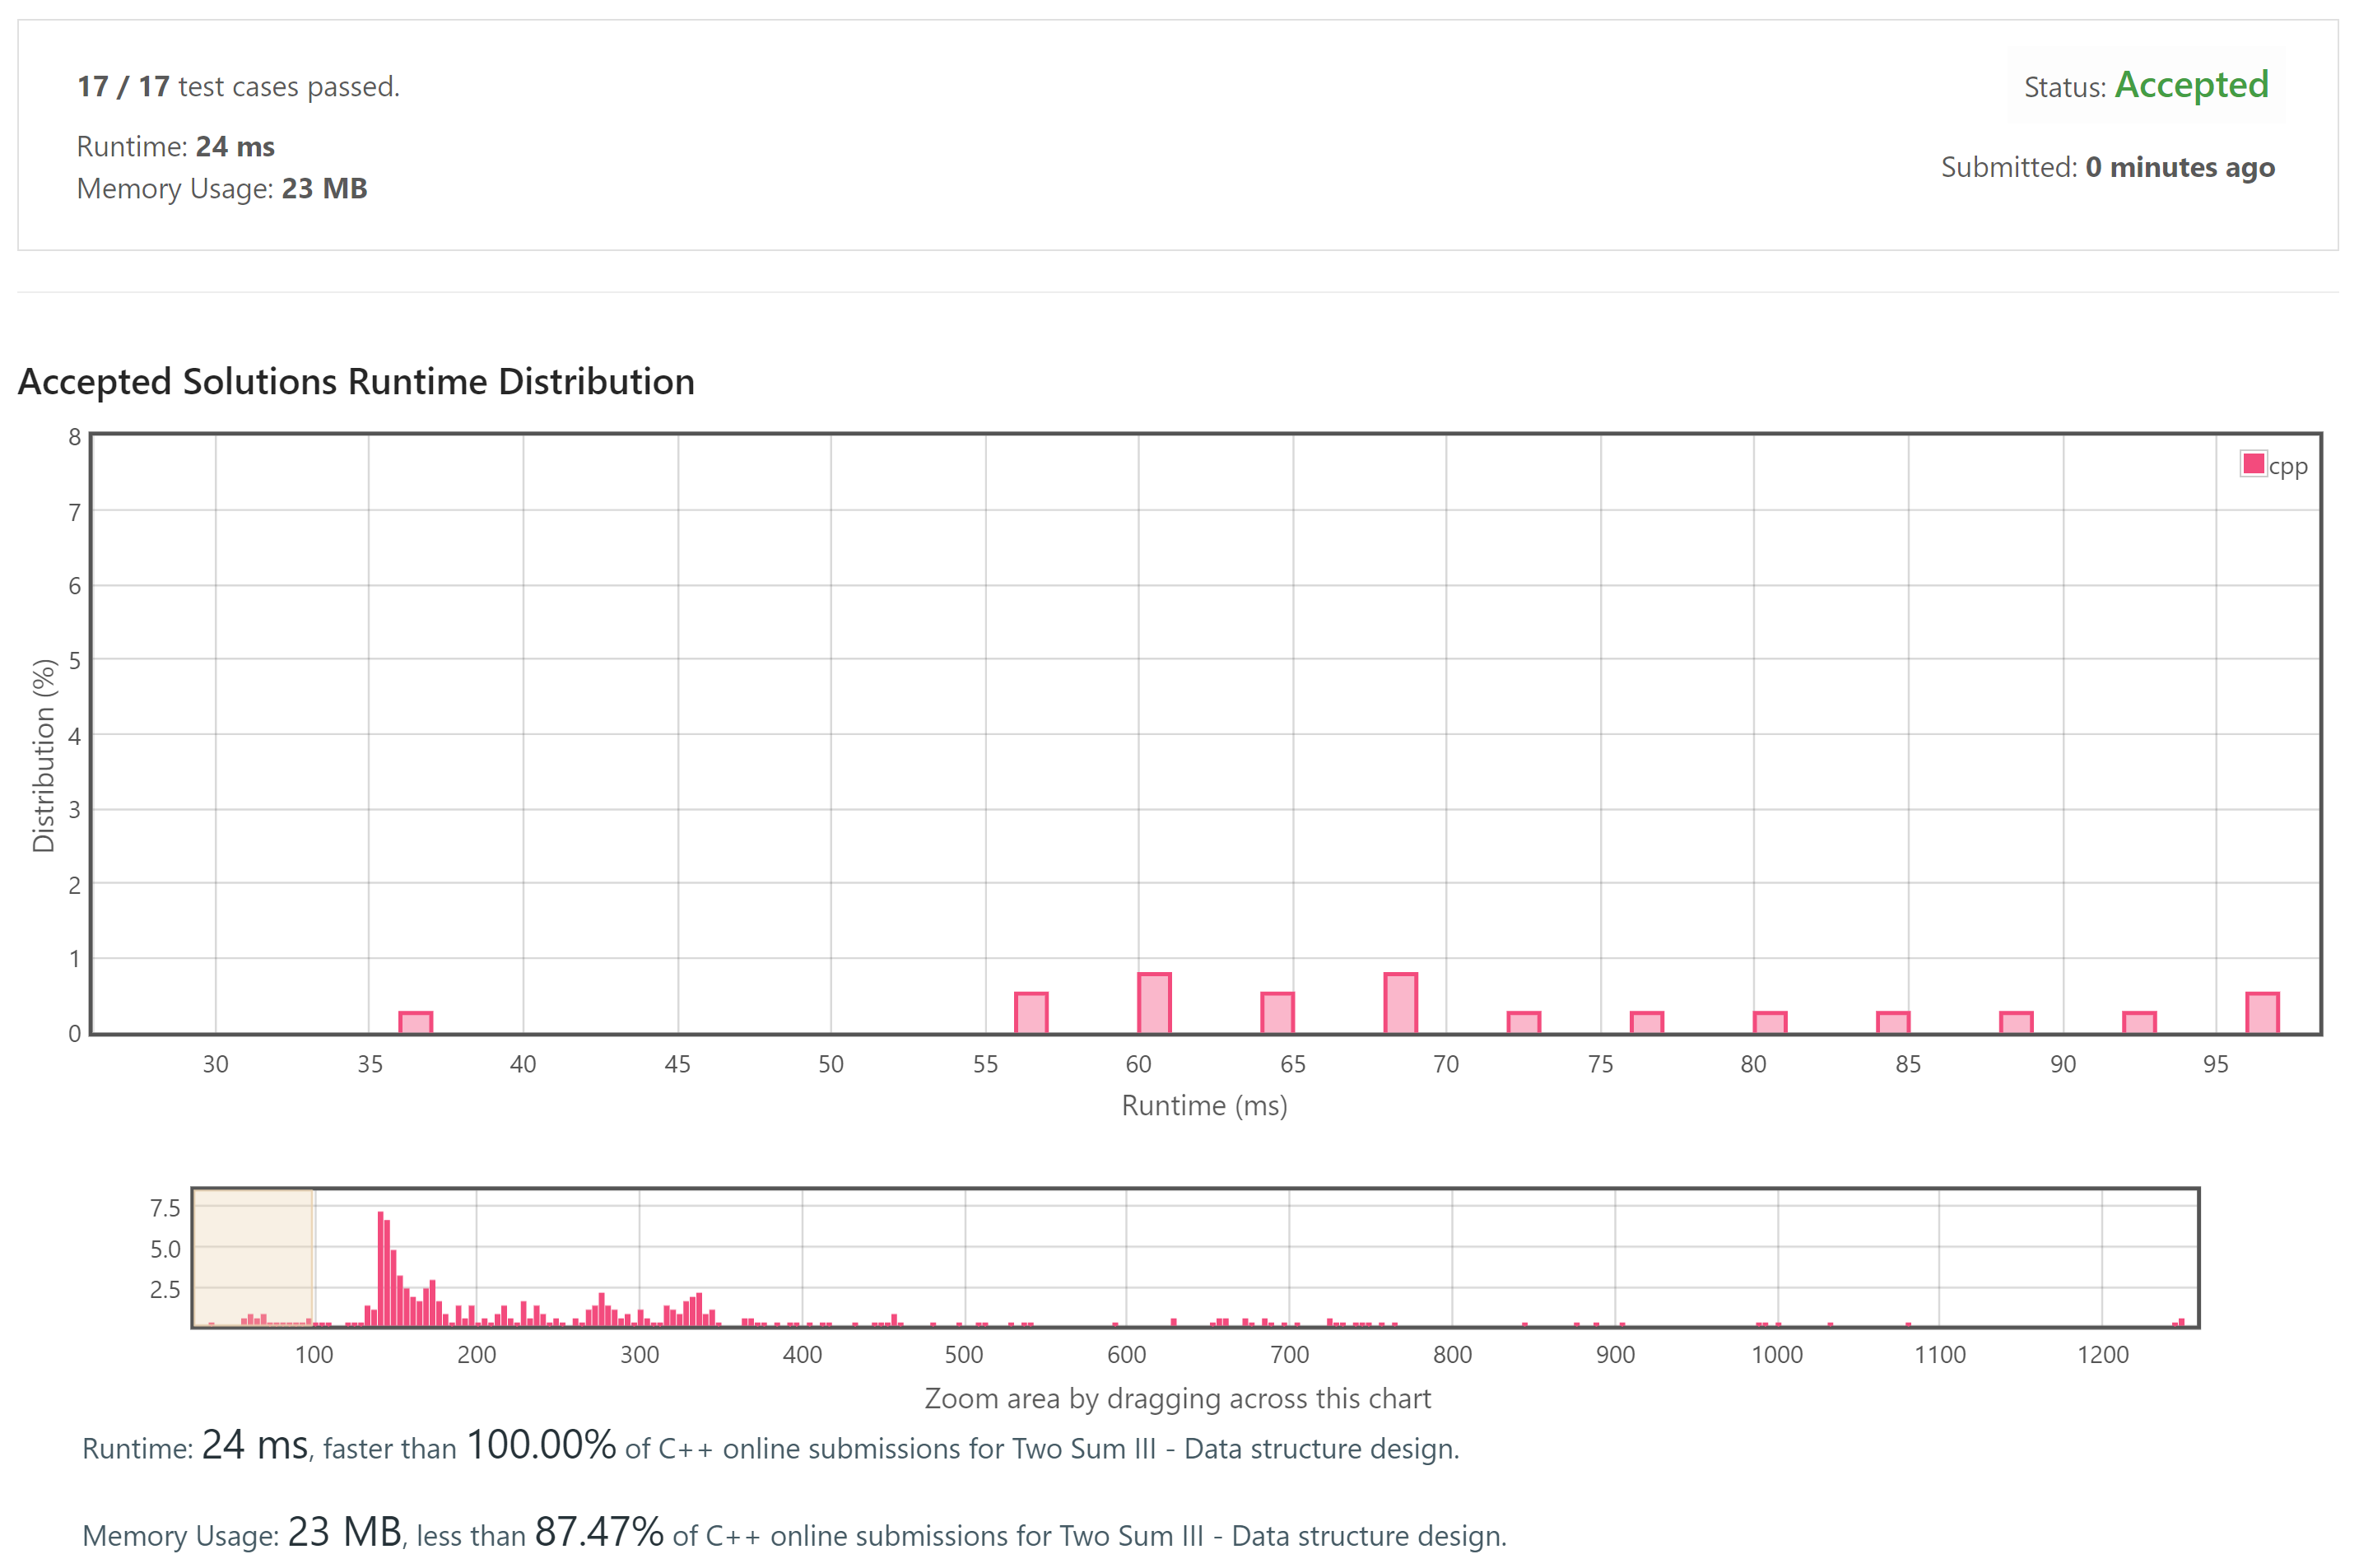 17 / 17 test cases passed.
Status: Accepted
Runtime: 24 ms
Memory Usage: 23 MB
Submitted: 0 minutes ago
Accepted Solutions Runtime Distribution
8
7
6
5
4
3
2
1
0
Distribution (%)
cpp
30 35 40 45 50 55 60 65 70 75 80 85 90 95
Runtime (ms)
7.5
5.0
2.5
100 200 300 400 500 600 700 800 900 1000 1100 1200
Zoom area by dragging across this chart
Runtime: 24 ms, faster than 100.00% of C++ online submissions for Two Sum III - Data structure design.
Memory Usage: 23 MB, less than 87.47% of C++ online submissions for Two Sum III - Data structure design.